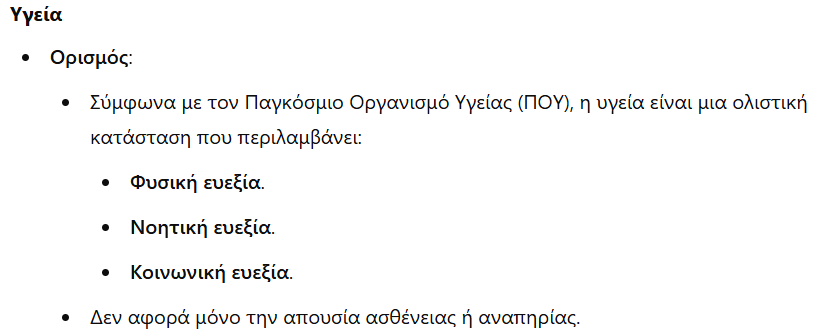 Υγεία
• Ορισμός:
• Σύμφωνα με τον Παγκόσμιο Οργανισμό Υγείας (ΠΟΥ), η υγεία είναι μια ολιστική
κατάσταση που περιλαμβάνει:
• Φυσική ευεξία.
• Νοητική ευεξία.
• Κοινωνική ευεξία.
• Δεν αφορά μόνο την απουσία ασθένειας ή αναπηρίας.